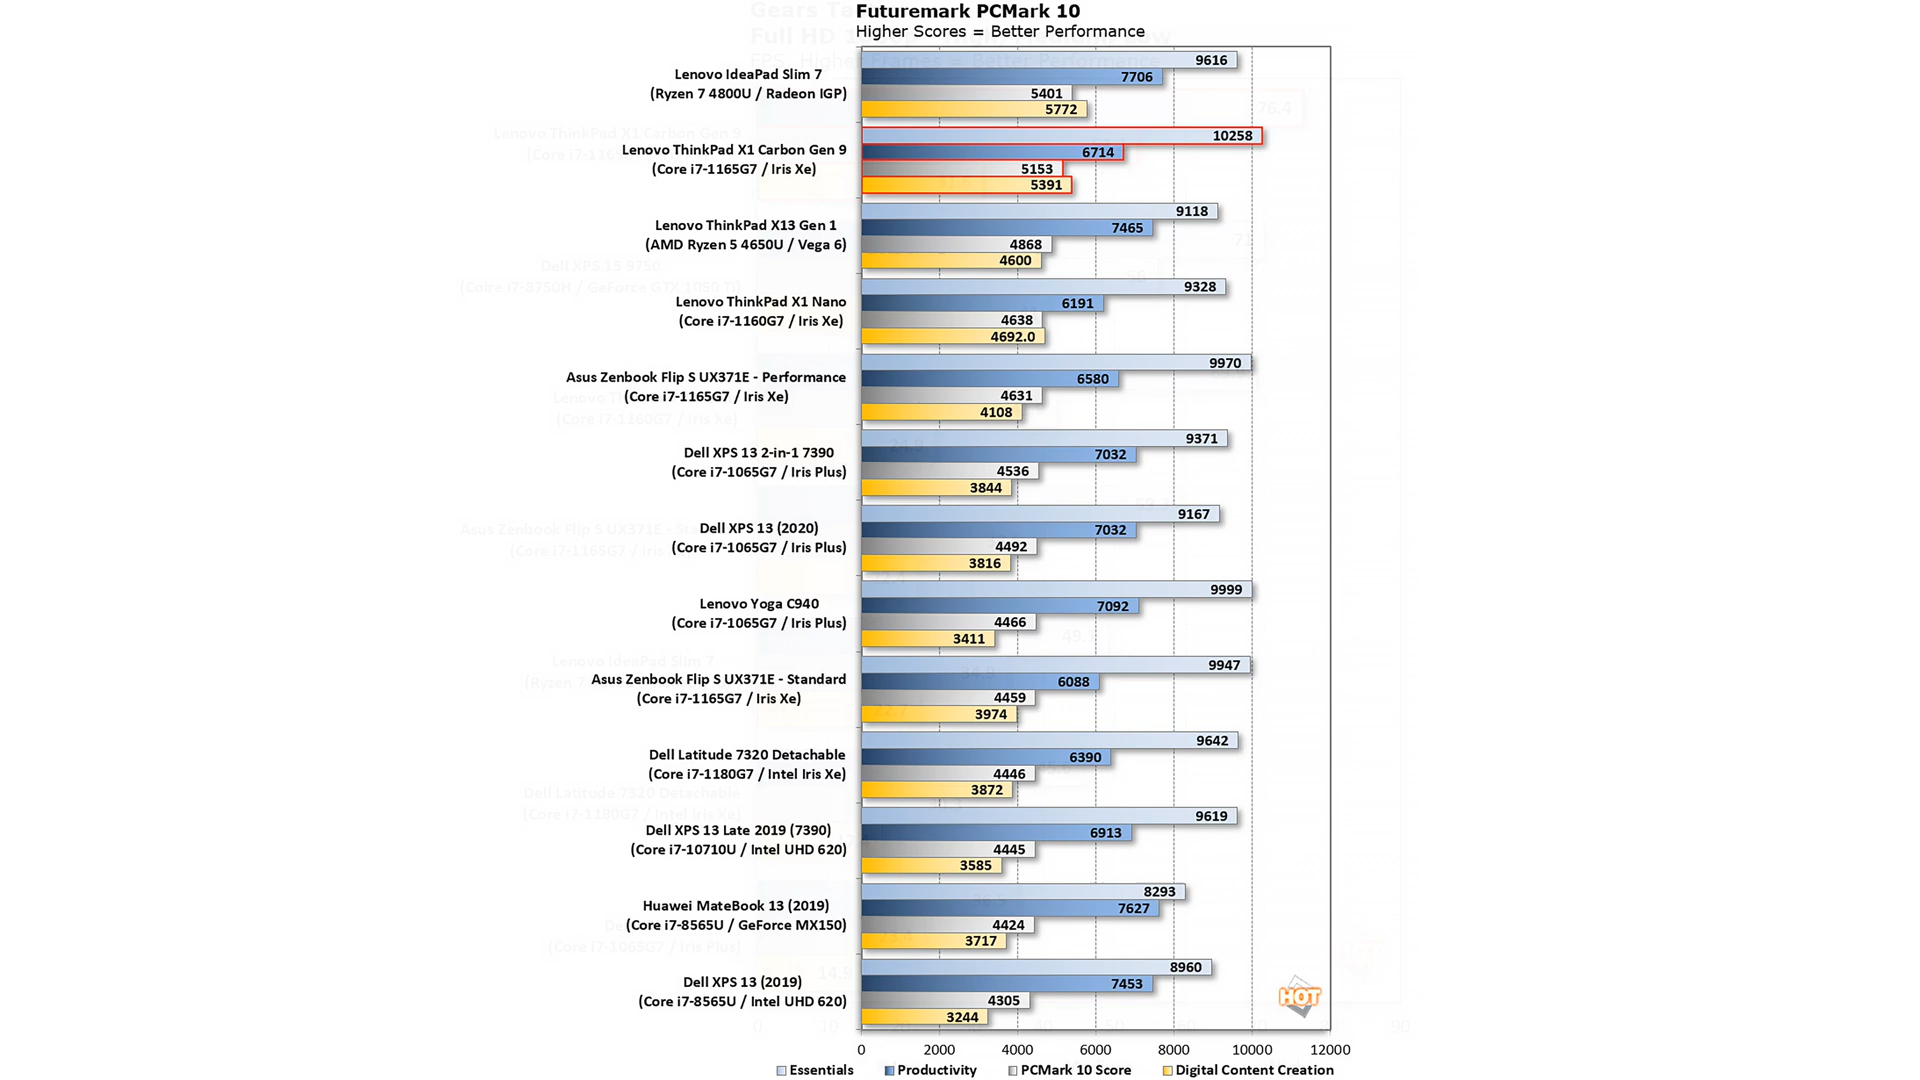 Futuremark PCMark 10
Higher Scores = Better Performance
Lenovo IdeaPad Slim 7
(Ryzen 7 4800U / Radeon IGP)
9616
7706
5401
5772
Lenovo ThinkPad X1 Carbon Gen 9
(Core i7-1165G7 / Iris Xe)
10258
6714
5153
5391
Lenovo ThinkPad X13 Gen 1
(AMD Ryzen 5 4650U / Vega 6)
9118
7465
4868
4600
Lenovo ThinkPad X1 Nano
(Core i7-1160G7 / Iris Xe)
9328
6191
4638
4692.0
Asus Zenbook Flip S UX371E - Performance
(Core i7-1165G7 / Iris Xe)
9970
6580
4631
4108
Dell XPS 13 2-in-1 7390
(Core i7-1065G7 / Iris Plus)
9371
7032
4536
3844
Dell XPS 13 (2020)
(Core i7-1065G7 / Iris Plus)
9167
7032
4492
3816
Lenovo Yoga C940
(Core i7-1065G7 / Iris Plus)
9999
7092
4466
3411
Asus Zenbook Flip S UX371E - Standard
(Core i7-1165G7 / Iris Xe)
9947
6088
4459
3974
Dell Latitude 7320 Detachable
(Core i7-1180G7 / Intel Iris Xe)
9642
6390
4446
3872
Dell XPS 13 Late 2019 (7390)
(Core i7-10710U / Intel UHD 620)
9619
6913
4445
3585
Huawei MateBook 13 (2019)
(Core i7-8565U / GeForce MX150)
8293
7627
4424
3717
Dell XPS 13 (2019)
(Core i7-8565U / Intel UHD 620)
8960
7453
4305
3244
HOT
0 2000 4000 6000 8000 10000 12000
Essentials Productivity PCMark 10 Score Digital Content Creation